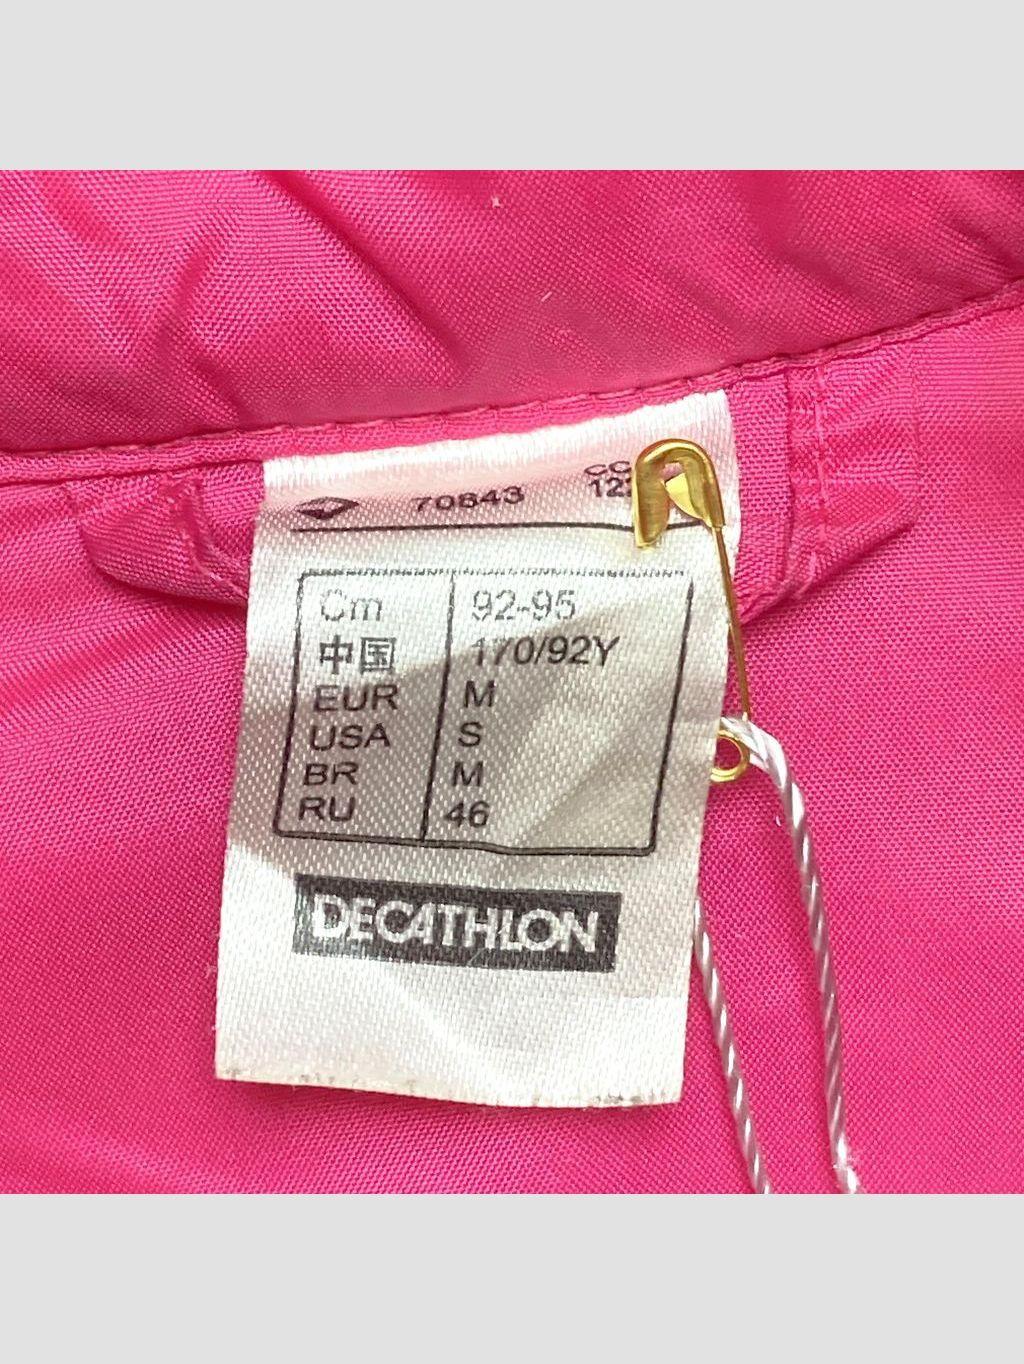 70843
Cm 92-95
中国 170/92Y
EUR M
USA S
BR M
RU 46
DECATHLON